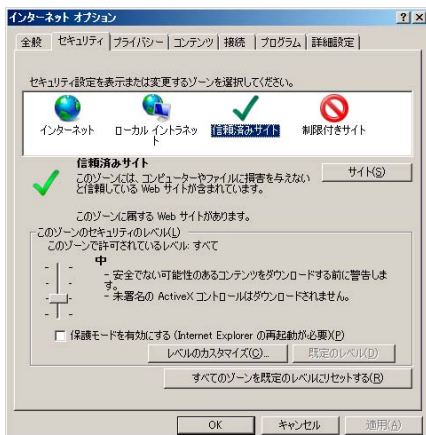 インターネット オプション
全般 セキュリティ プライバシー コンテンツ 接続 プログラム 詳細設定
セキュリティ設定を表示または変更するゾーンを選択してください。
インターネット ローカル イントラネッ 信頼済みサイト 制限付きサイト
ト
信頼済みサイト
サイト(S)
このゾーンには、コンピューターやファイルに損害を与えない
と信頼している Web サイトが含まれています。
このゾーンに属する Web サイトがあります。
このゾーンのセキュリティのレベル(L)
このゾーンで許可されているレベル: すべて
中
- 安全でない可能性のあるコンテンツをダウンロードする前に警告しま
す。
- 未署名の ActiveX コントロールはダウンロードされません。
保護モードを有効にする (Internet Explorer の再起動が必要)(P)
レベルのカスタマイズ(C)... 既定のレベル(D)
すべてのゾーンを既定のレベルにリセットする(R)
OK キャンセル 適用(A)